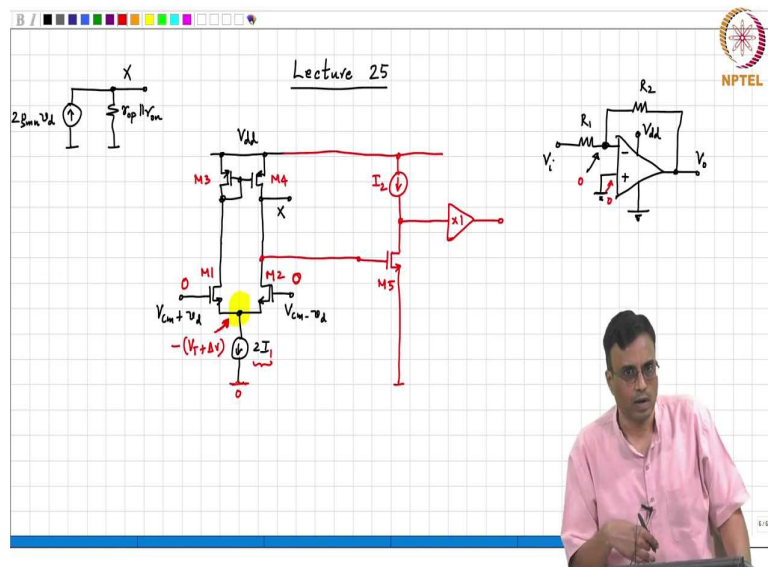 B I
Lecture 25
NPTEL
X
2gmn vd
rop || ron
Vdd
M3
M4
X
I2
x1
M1
M2
M5
0
0
Vcm + vd
Vcm - vd
-(VT + ΔV)
2I1
0
R2
R1
Vdd
Vi
-
+
Vo
0
0